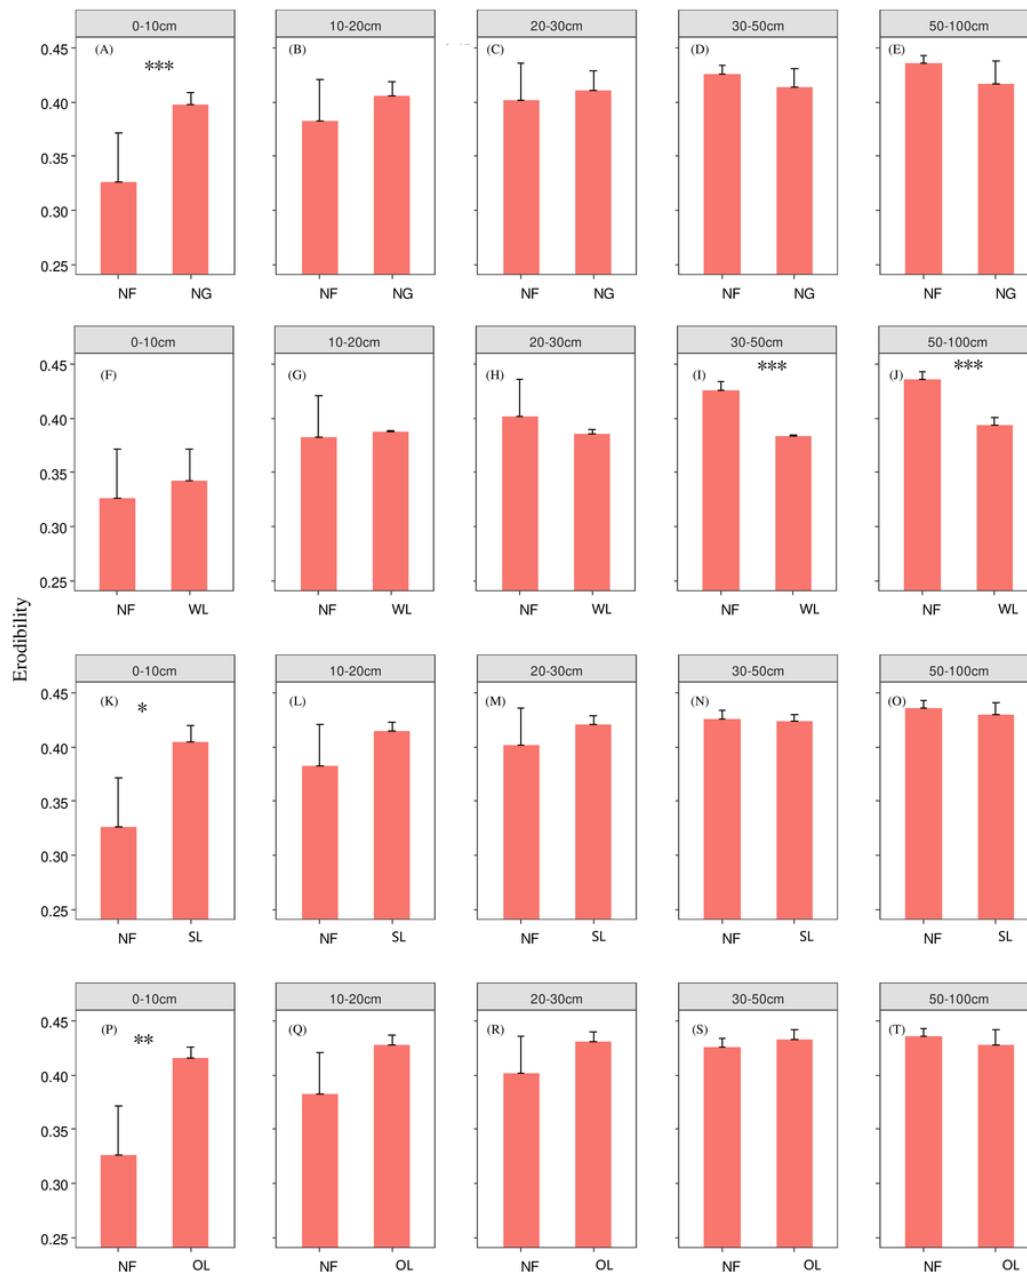 0-10cm 10-20cm 20-30cm 30-50cm 50-100cm
(A) *** (B) (C) (D) (E)
0.45
0.40
0.35
0.30
0.25
NF NG NF NG NF NG NF NG NF NG
0-10cm 10-20cm 20-30cm 30-50cm 50-100cm
(F) (G) (H) (I) *** (J) ***
0.45
0.40
0.35
0.30
0.25
NF WL NF WL NF WL NF WL NF WL
Erodibility
0-10cm 10-20cm 20-30cm 30-50cm 50-100cm
(K) * (L) (M) (N) (O)
0.45
0.40
0.35
0.30
0.25
NF SL NF SL NF SL NF SL NF SL
0-10cm 10-20cm 20-30cm 30-50cm 50-100cm
(P) ** (Q) (R) (S) (T)
0.45
0.40
0.35
0.30
0.25
NF OL NF OL NF OL NF OL NF OL